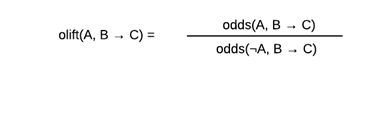 olift(A, B → C) =
odds(A, B → C)
odds(¬A, B → C)